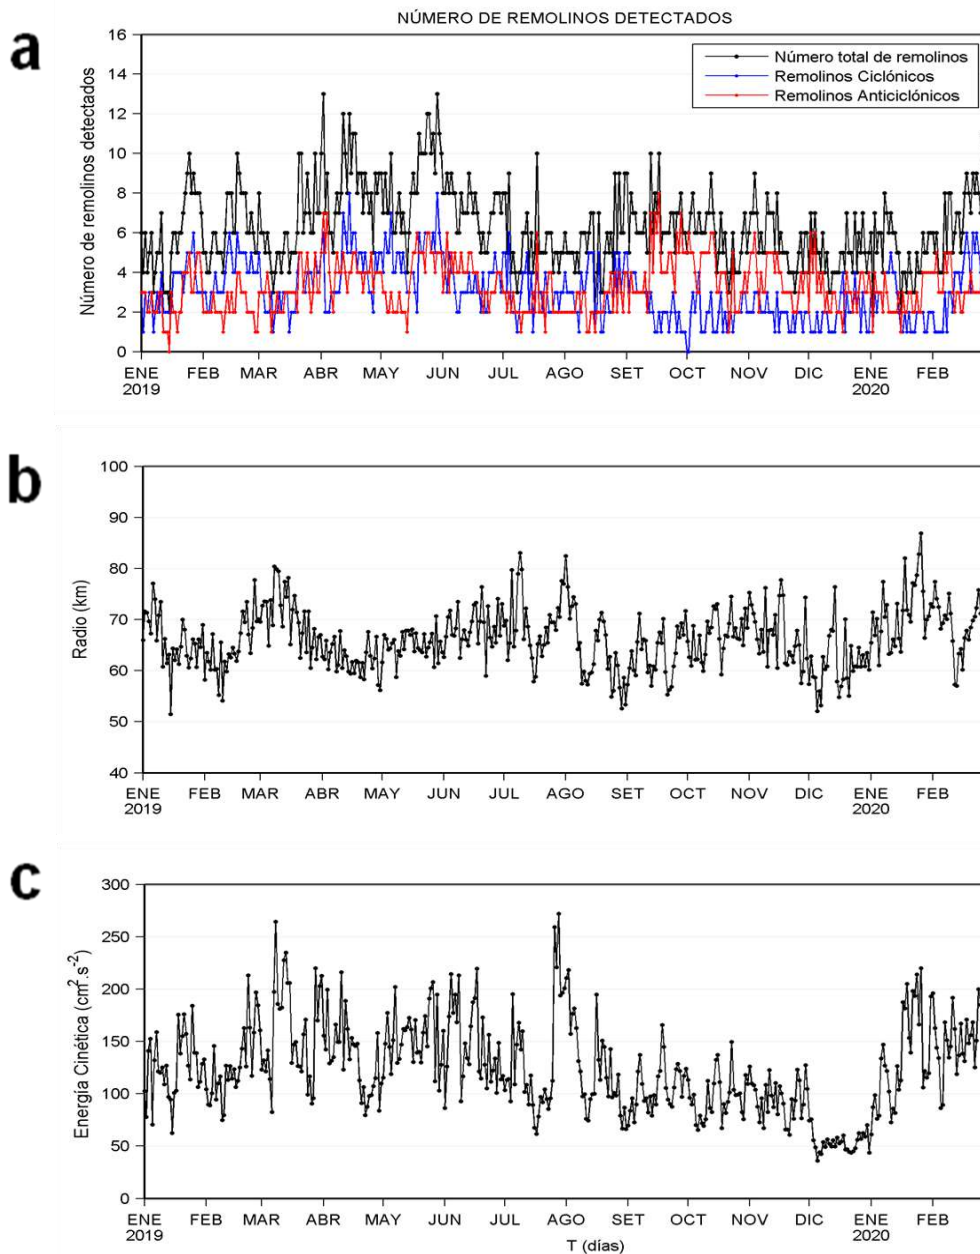 a
NÚMERO DE REMOLINOS DETECTADOS
Número de remolinos detectados
16
14
12
10
8
6
4
2
0
Número total de remolinos
Remolinos Ciclónicos
Remolinos Anticiclónicos
ENE FEB MAR ABR MAY JUN JUL AGO SET OCT NOV DIC ENE FEB
2019 2020
b
Radio (km)
100
90
80
70
60
50
40
ENE FEB MAR ABR MAY JUN JUL AGO SET OCT NOV DIC ENE FEB
2019 2020
c
Energía Cinética (cm².s⁻²)
300
250
200
150
100
50
0
ENE FEB MAR ABR MAY JUN JUL AGO SET OCT NOV DIC ENE FEB
2019 2020
T (días)